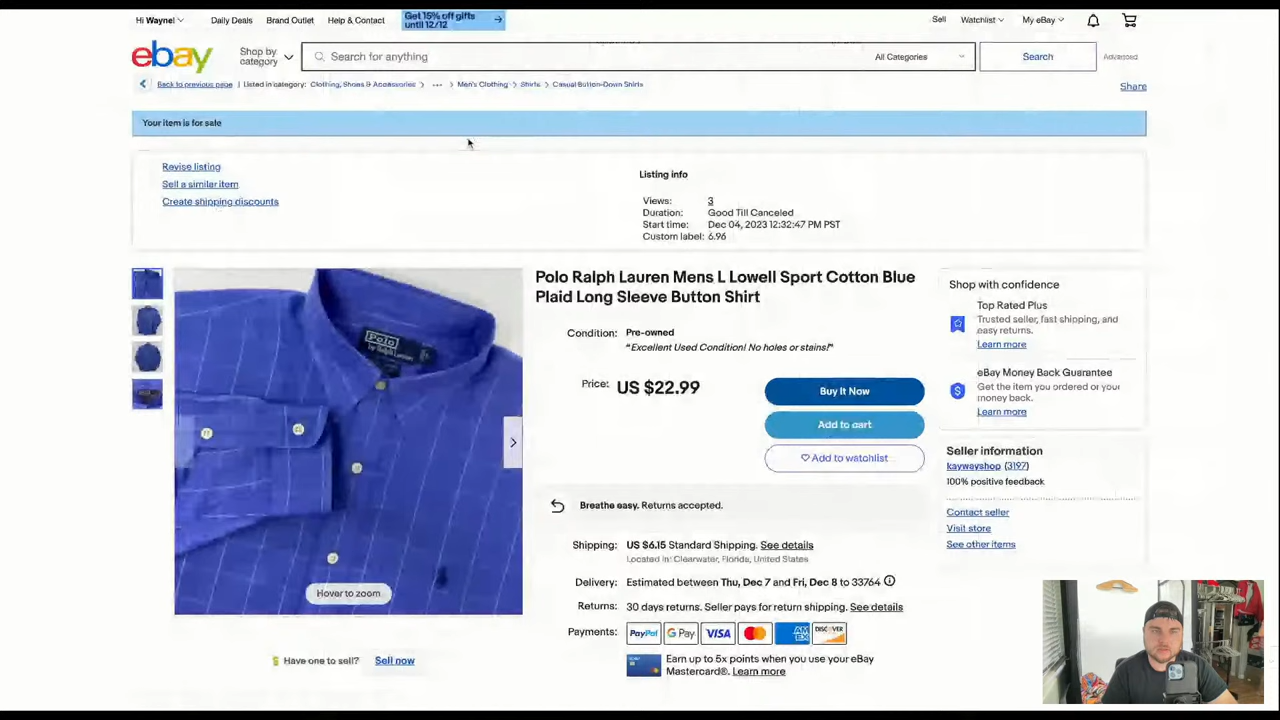 Hi Wayne!
Daily Deals
Brand Outlet
Help & Contact
Get 15% off gifts
until 12/12
Sell
Watchlist
My eBay
ebay
Shop by
category
Search for anything
All Categories
Search
Advanced
Back to previous page
Listed in category:
Clothing, Shoes & Accessories
Men's Clothing
Shirts
Casual Button-Down Shirts
Share
Your item is for sale
Revise listing
Sell a similar item
Create shipping discounts
Listing info
Views: 3
Duration: Good Till Canceled
Start time: Dec 04, 2023 12:32:47 PM PST
Custom label: 6.96
Polo Ralph Lauren Mens L Lowell Sport Cotton Blue
Plaid Long Sleeve Button Shirt
Condition: Pre-owned
"Excellent Used Condition! No holes or stains!"
Price: US $22.99
Buy It Now
Add to cart
Add to watchlist
Breathe easy. Returns accepted.
Shipping: US $6.15 Standard Shipping. See details
Located in: Clearwater, Florida, United States
Delivery: Estimated between Thu, Dec 7 and Fri, Dec 8 to 33764
Returns: 30 days returns. Seller pays for return shipping. See details
Payments:
PayPal
G Pay
VISA
DISCOVER
Earn up to 5x points when you use your eBay
Mastercard®. Learn more
Shop with confidence
Top Rated Plus
Trusted seller, fast shipping, and
easy returns.
Learn more
eBay Money Back Guarantee
Get the item you ordered or your
money back.
Learn more
Seller information
kaywayshop (3197)
100% positive feedback
Contact seller
Visit store
See other items
Polo
by Ralph Lauren
Hover to zoom
Have one to sell? Sell now